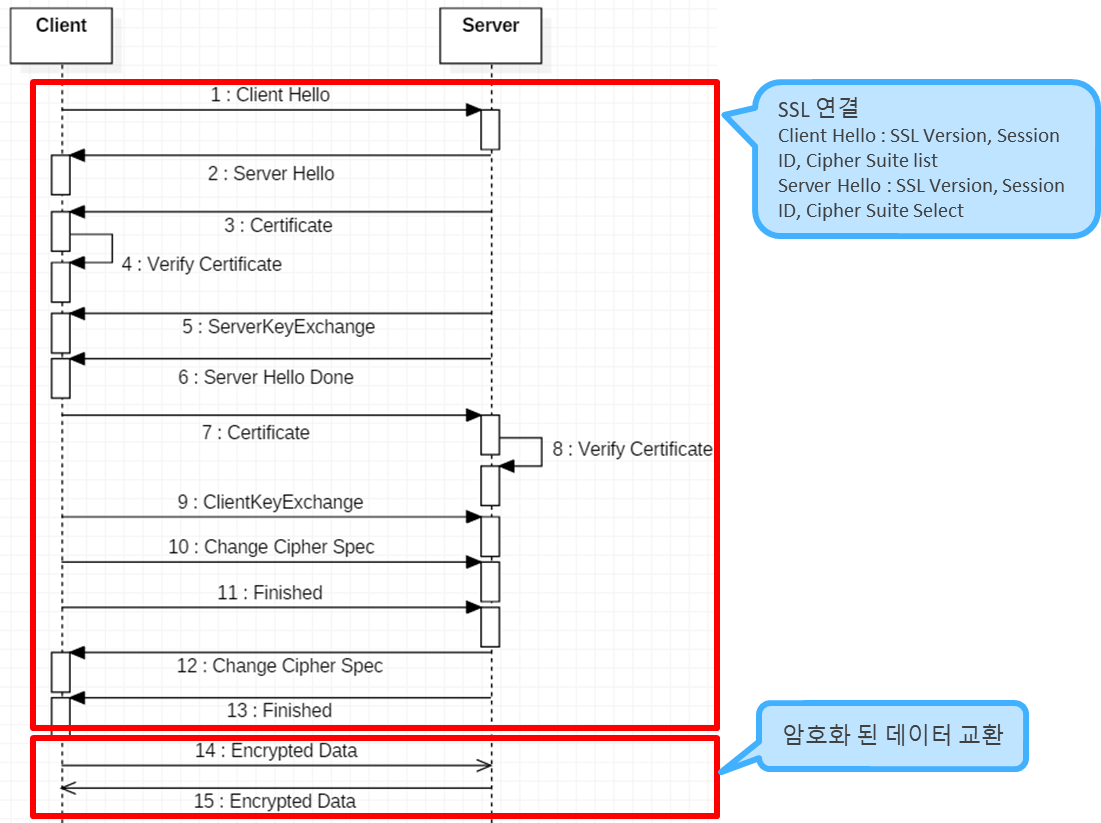 Client
Server
1 : Client Hello
2 : Server Hello
3 : Certificate
4 : Verify Certificate
5 : ServerKeyExchange
6 : Server Hello Done
7 : Certificate
8 : Verify Certificate
9 : ClientKeyExchange
10 : Change Cipher Spec
11 : Finished
12 : Change Cipher Spec
13 : Finished
14 : Encrypted Data
15 : Encrypted Data
SSL 연결
Client Hello : SSL Version, Session
ID, Cipher Suite list
Server Hello : SSL Version, Session
ID, Cipher Suite Select
암호화 된 데이터 교환